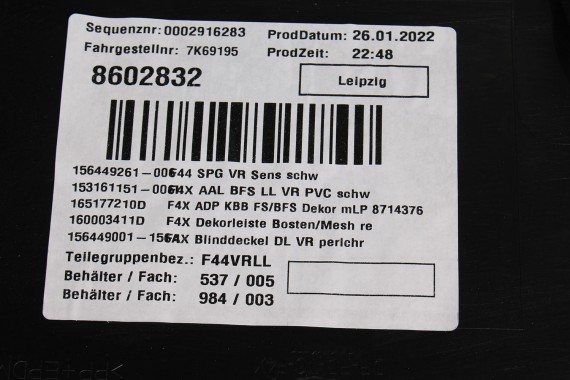 Sequenznr: 0002916283 ProdDatum: 26.01.2022
Fahrgestellnr: 7K69195 ProdZeit: 22:48
8602832 Leipzig
156449261-006 F44 SPG VR Sens schw
153161151-006 F4X AAL BFS LL VR PVC schw
165177210D F4X ADP KBB FS/BFS Dekor mLP 8714376
160003411D F4X Dekorleiste Bosten/Mesh re
156449001-156A F4X Blinddeckel DL VR perlchr
Teilegruppenbez.: F44VRLL
Behälter / Fach: 537 / 005
Behälter / Fach: 984 / 003